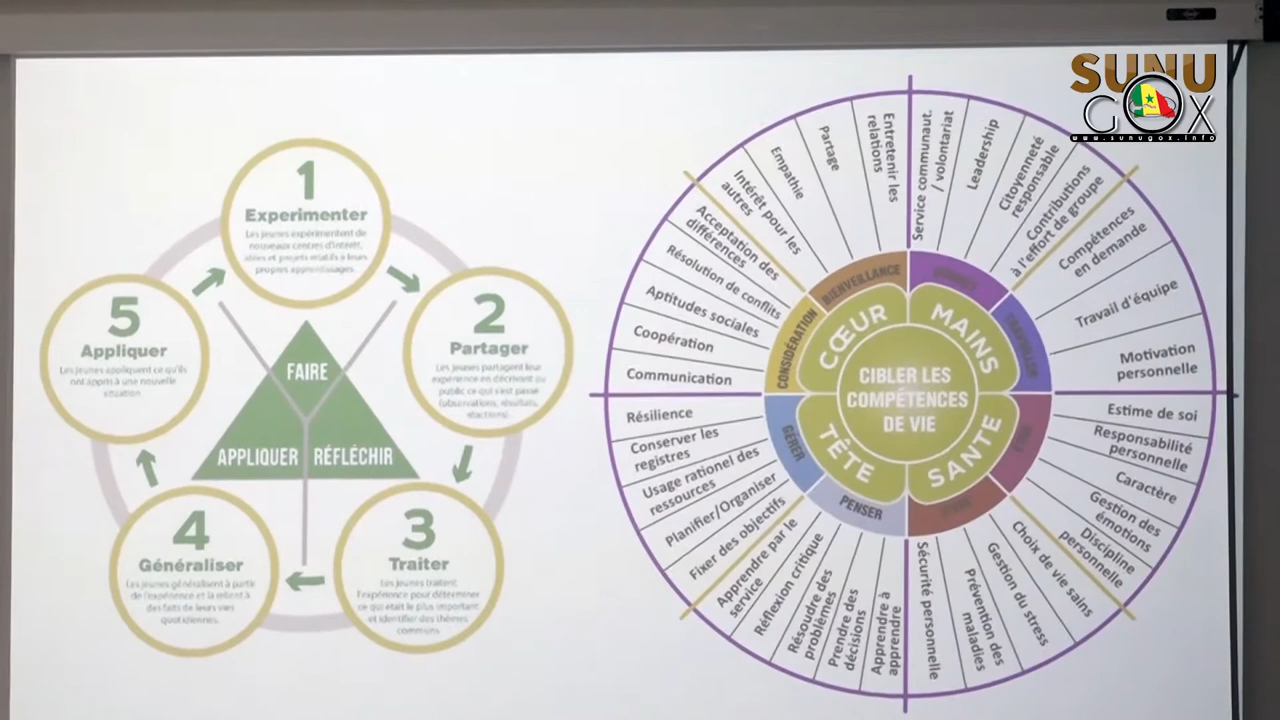 SUNU
GOX
www.sunugox.info
1
Experimenter
Les jeunes expérimentent de
nouveaux centres d'intérêt,
idées et projets relatifs à leurs
propres apprentissages.
2
Partager
Les jeunes partagent leur
expérience en décrivant au
public ce qui s'est passé
(observations, résultats,
réactions).
3
Traiter
Les jeunes traitent
l'expérience pour déterminer
ce qui était le plus important
et identifier des thèmes
communs
4
Généraliser
Les jeunes généralisent à partir
de l'expérience et la relient à
des faits de leurs vies
quotidiennes.
5
Appliquer
Les jeunes appliquent ce qu'ils
ont appris à une nouvelle
situation
FAIRE
APPLIQUER
RÉFLÉCHIR
CIBLER LES
COMPÉTENCES
DE VIE
CŒUR
MAINS
SANTE
TÊTE
BIENVEILLANCE
CONSIDÉRATION
GÉRER
PENSER
Service communaut.
/ volontariat
Leadership
Citoyenneté
responsable
Contributions
à l'effort de groupe
Compétences
en demande
Travail d'équipe
Motivation
personnelle
Estime de soi
Responsabilité
personnelle
Caractère
Gestion des
émotions
Discipline
personnelle
Choix de vie sains
Gestion du stress
Prévention des
maladies
Sécurité personnelle
Apprendre à
apprendre
Prendre des
décisions
Résoudre des
problèmes
Réflexion critique
Apprendre par le
service
Fixer des objectifs
Planifier/Organiser
Usage rationel des
ressources
Conserver les
registres
Résilience
Communication
Coopération
Aptitudes sociales
Résolution de conflits
Acceptation des
différences
Intérêt pour les
autres
Empathie
Partage
Entretenir les
relations